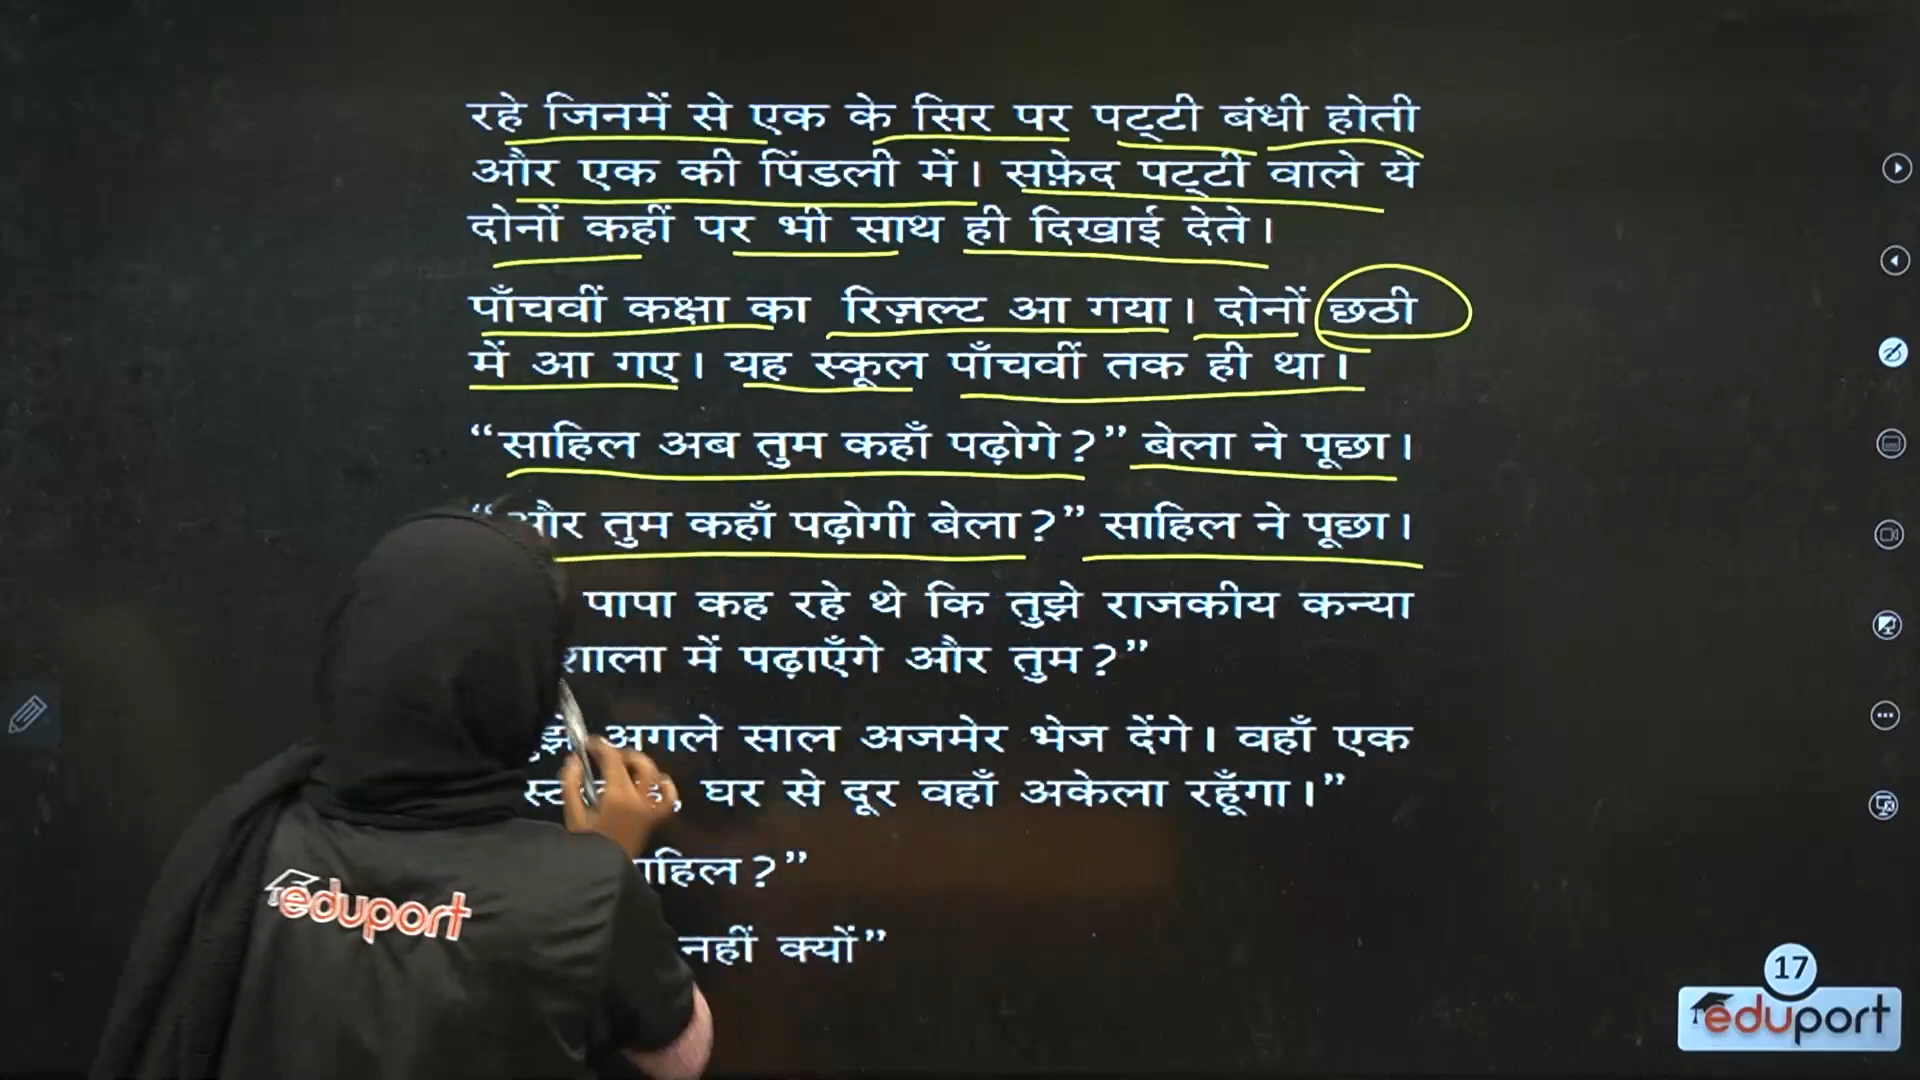 रहे जिनमें से एक के सिर पर पट्टी बंधी होती
और एक की पिंडली में। सफ़ेद पट्टी वाले ये
दोनों कहीं पर भी साथ ही दिखाई देते।
पाँचवीं कक्षा का रिज़ल्ट आ गया। दोनों छठी
में आ गए। यह स्कूल पाँचवीं तक ही था।
“साहिल अब तुम कहाँ पढ़ोगे?” बेला ने पूछा।
“और तुम कहाँ पढ़ोगी बेला?” साहिल ने पूछा।
पापा कह रहे थे कि तुझे राजकीय कन्या
में पढ़ाएँगे और तुम?”
अगले साल अजमेर भेज देंगे। वहाँ एक
घर से दूर वहाँ अकेला रहूँगा।”
नहीं क्यों”
eduport
17
eduport